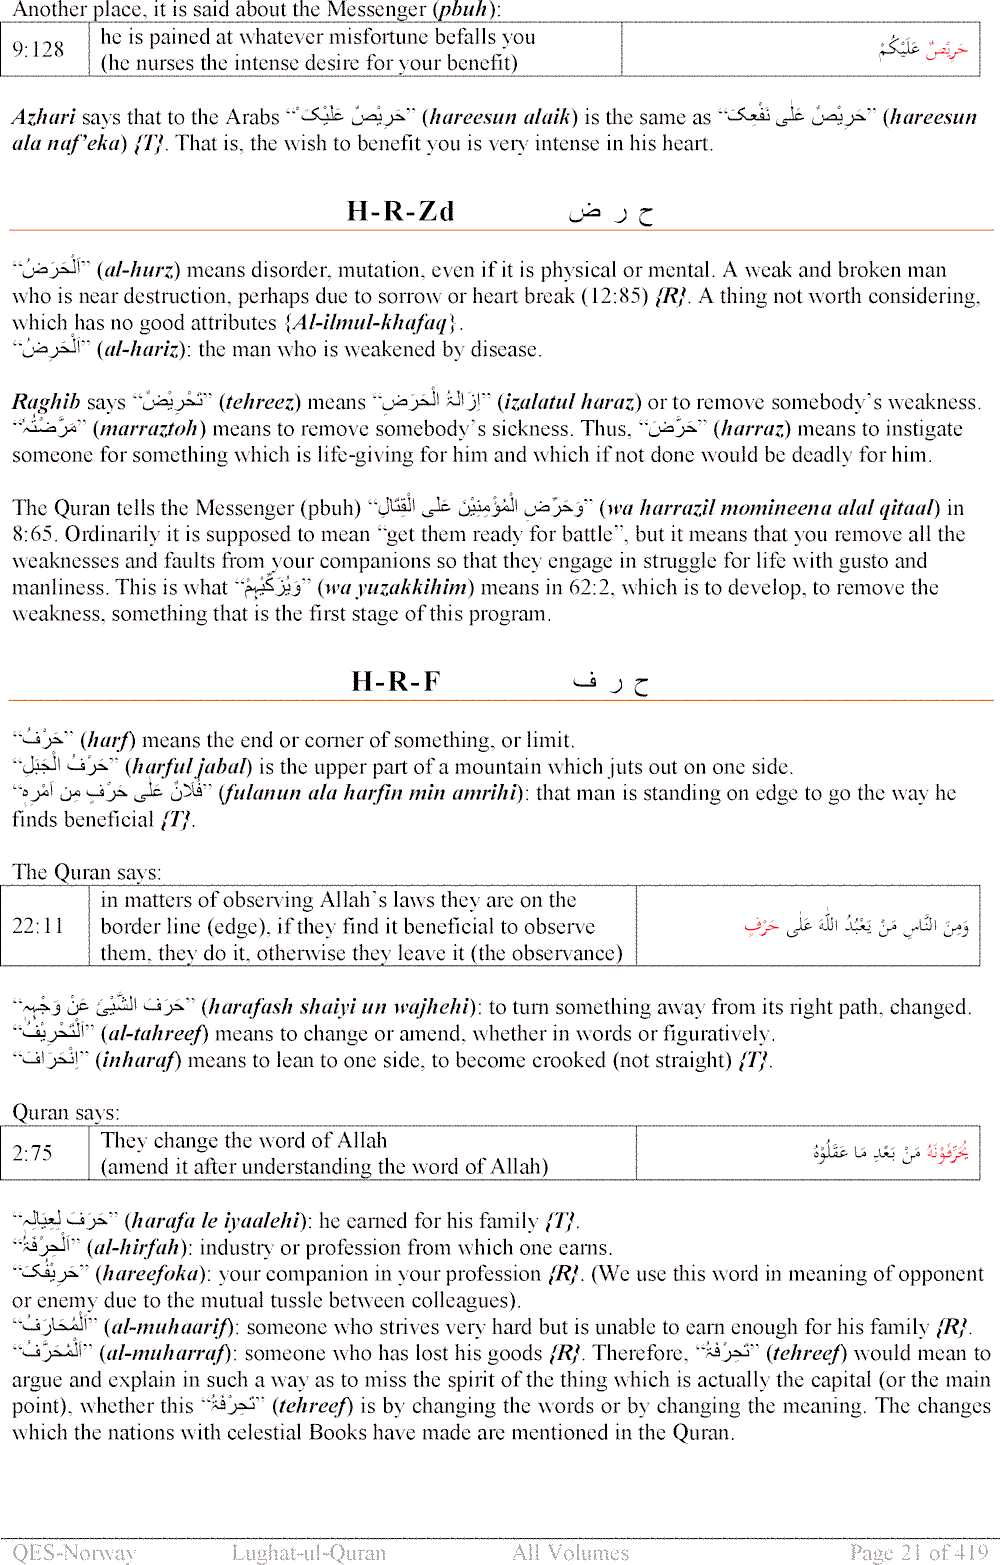 Another place, it is said about the Messenger (pbuh):
9:128 he is pained at whatever misfortune befalls you حَرِیْصٌ عَلَیْکُمْ
(he nurses the intense desire for your benefit)
Azhari says that to the Arabs “حَرِیْصٌ عَلَیْکَ” (hareesun alaik) is the same as “حَرِیْصٌ عَلٰی نَفْعِکَ” (hareesun
ala naf’eka) {T}. That is, the wish to benefit you is very intense in his heart.
H-R-Zd ح ر ض
“اَلْحَرَضُ” (al-hurz) means disorder, mutation, even if it is physical or mental. A weak and broken man
who is near destruction, perhaps due to sorrow or heart break (12:85) {R}. A thing not worth considering,
which has no good attributes {Al-ilmul-khafaq}.
“اَلْحَرِضُ” (al-hariz): the man who is weakened by disease.
Raghib says “تَحْرِیْضٌ” (tehreez) means “اِزَالَۃُ الْحَرَضِ” (izalatul haraz) or to remove somebody’s weakness.
“مَرَّضْتُہٗ” (marraztoh) means to remove somebody’s sickness. Thus, “حَرَّضَ” (harraz) means to instigate
someone for something which is life-giving for him and which if not done would be deadly for him.
The Quran tells the Messenger (pbuh) “وَحَرِّضِ الْمُؤْمِنِیْنَ عَلَی الْقِتَالِ” (wa harrazil momineena alal qitaal) in
8:65. Ordinarily it is supposed to mean “get them ready for battle”, but it means that you remove all the
weaknesses and faults from your companions so that they engage in struggle for life with gusto and
manliness. This is what “وَیُزَکِّیْہِمْ” (wa yuzakkihim) means in 62:2, which is to develop, to remove the
weakness, something that is the first stage of this program.
H-R-F ح ر ف
“حَرْفُ” (harf) means the end or corner of something, or limit.
“حَرْفُ الْجَبَلِ” (harful jabal) is the upper part of a mountain which juts out on one side.
“فُلَانٌ عَلٰی حَرْفٍ مِن اَمْرِہٖ” (fulanun ala harfin min amrihi): that man is standing on edge to go the way he
finds beneficial {T}.
The Quran says:
in matters of observing Allah’s laws they are on the
22:11 border line (edge), if they find it beneficial to observe وَمِنَ النَّاسِ مَنْ یَعْبُدُ اللّٰہَ عَلٰی حَرْفٍ
them, they do it, otherwise they leave it (the observance)
“حَرَفَ الشَّیْیَٔ عَنْ وَجْہِہٖ” (harafash shaiyi un wajhehi): to turn something away from its right path, changed.
“اَلتَّحْرِیْفُ” (al-tahreef) means to change or amend, whether in words or figuratively.
“اِنْحَرَافَ” (inharaf) means to lean to one side, to become crooked (not straight) {T}.
Quran says:
2:75 They change the word of Allah یُحَرِّفُوْنَہٗ مَنْ بَعْدِ مَا عَقَلُوْہُ
(amend it after understanding the word of Allah)
“حَرَفَ لِعِیَالِہٖ” (harafa le iyaalehi): he earned for his family {T}.
“اَلْحِرْفَۃُ” (al-hirfah): industry or profession from which one earns.
“حَرِیْفُکَ” (hareefoka): your companion in your profession {R}. (We use this word in meaning of opponent
or enemy due to the mutual tussle between colleagues).
“اَلْمُحَارَفُ” (al-muhaarif): someone who strives very hard but is unable to earn enough for his family {R}.
“اَلْمُحَرَّفُ” (al-muharraf): someone who has lost his goods {R}. Therefore, “تَحِرْفَۃُ” (tehreef) would mean to
argue and explain in such a way as to miss the spirit of the thing which is actually the capital (or the main
point), whether this “تَحِرْفَۃُ” (tehreef) is by changing the words or by changing the meaning. The changes
which the nations with celestial Books have made are mentioned in the Quran.
QES-Norway Lughat-ul-Quran All Volumes Page 21 of 419